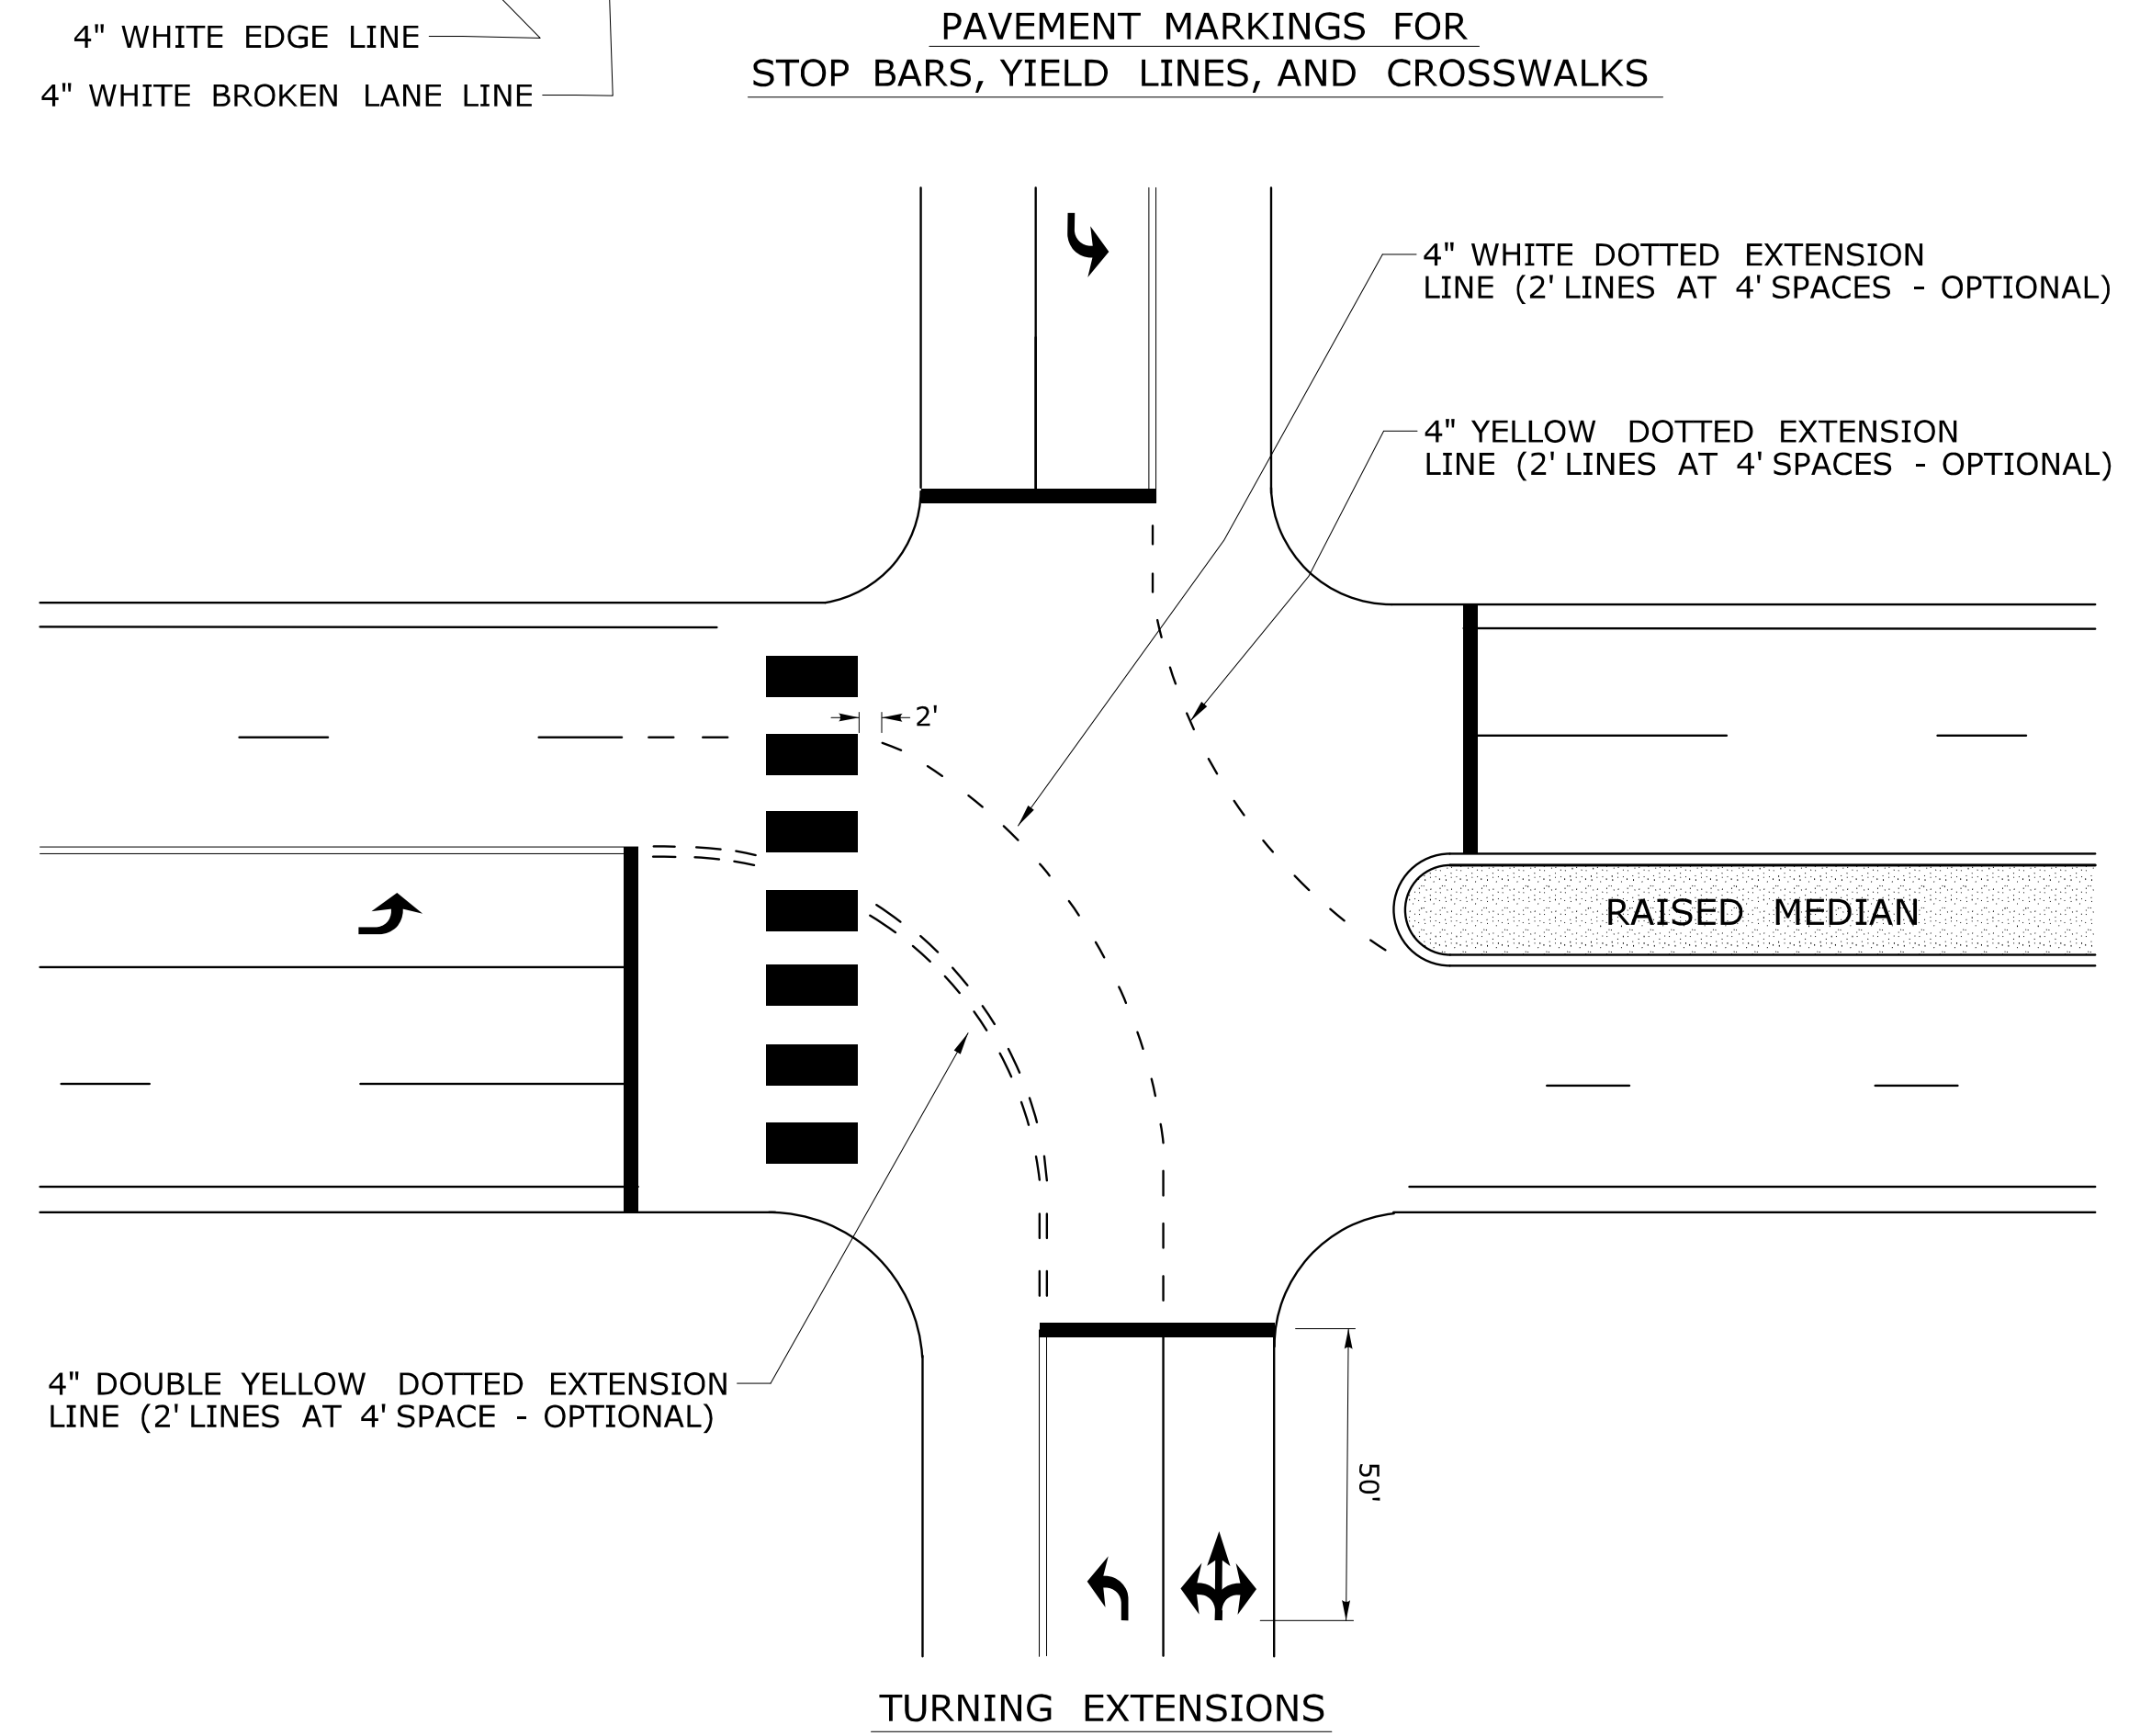 4" WHITE EDGE LINE
4" WHITE BROKEN LANE LINE
PAVEMENT MARKINGS FOR
STOP BARS, YIELD LINES, AND CROSSWALKS
4" WHITE DOTTED EXTENSION
LINE (2' LINES AT 4' SPACES - OPTIONAL)
4" YELLOW DOTTED EXTENSION
LINE (2' LINES AT 4' SPACES - OPTIONAL)
2'
RAISED MEDIAN
4" DOUBLE YELLOW DOTTED EXTENSION
LINE (2' LINES AT 4' SPACE - OPTIONAL)
50'
TURNING EXTENSIONS